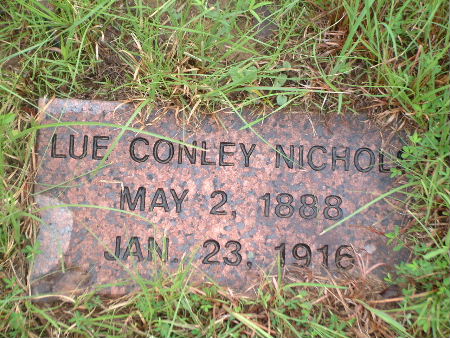 LUE CONLEY NICHOLS
MAY 2, 1888
JAN. 23, 1916